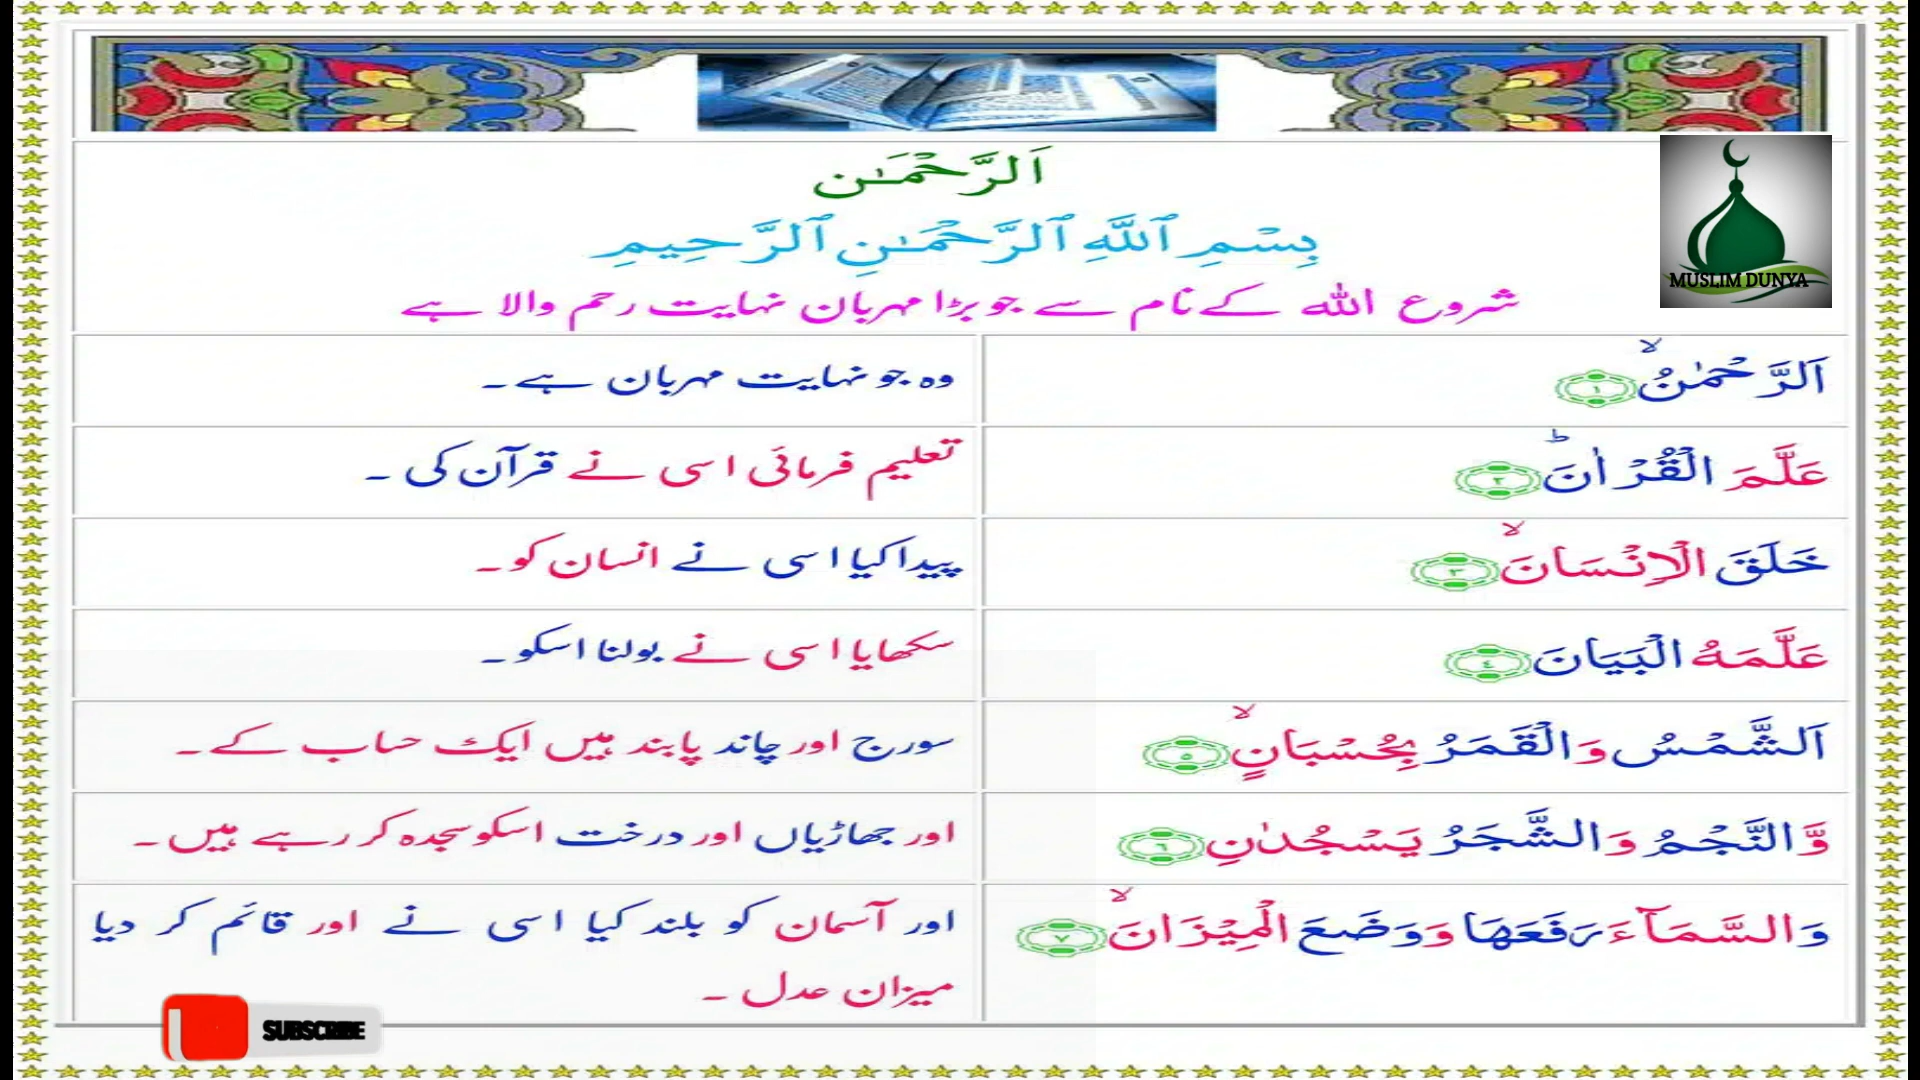 اَلرَّحْمَـٰن
بِسْمِ ٱللَّهِ ٱلرَّحْمَـٰنِ ٱلرَّحِيمِ
شروع اللہ کے نام سے جو بڑا مہربان نہایت رحم والا ہے
MUSLIM DUNYA
اَلرَّحْمٰنُ ۙ ﴿١﴾
وہ جو نہایت مہربان ہے۔
عَلَّمَ الْقُرْاٰنَ ؕ ﴿٢﴾
تعلیم فرمائی اسی نے قرآن کی ۔
خَلَقَ الْاِنْسَانَ ۙ ﴿٣﴾
پیدا کیا اسی نے انسان کو۔
عَلَّمَهُ الْبَيَانَ ﴿٤﴾
سکھایا اسی نے بولنا اسکو۔
اَلشَّمْسُ وَالْقَمَرُ بِحُسْبَانٍ ۙ ﴿٥﴾
سورج اور چاند پابند ہیں ایک حساب کے۔
وَّالنَّجْمُ وَالشَّجَرُ يَسْجُدٰنِ ﴿٦﴾
اور جھاڑیاں اور درخت اسکو سجدہ کر رہے ہیں۔
وَالسَّمَآءَ رَفَعَهَا وَوَضَعَ الْمِيْزَانَ ۙ ﴿٧﴾
اور آسمان کو بلند کیا اسی نے اور قائم کر دیا
میزان عدل ۔
SUBSCRIBE